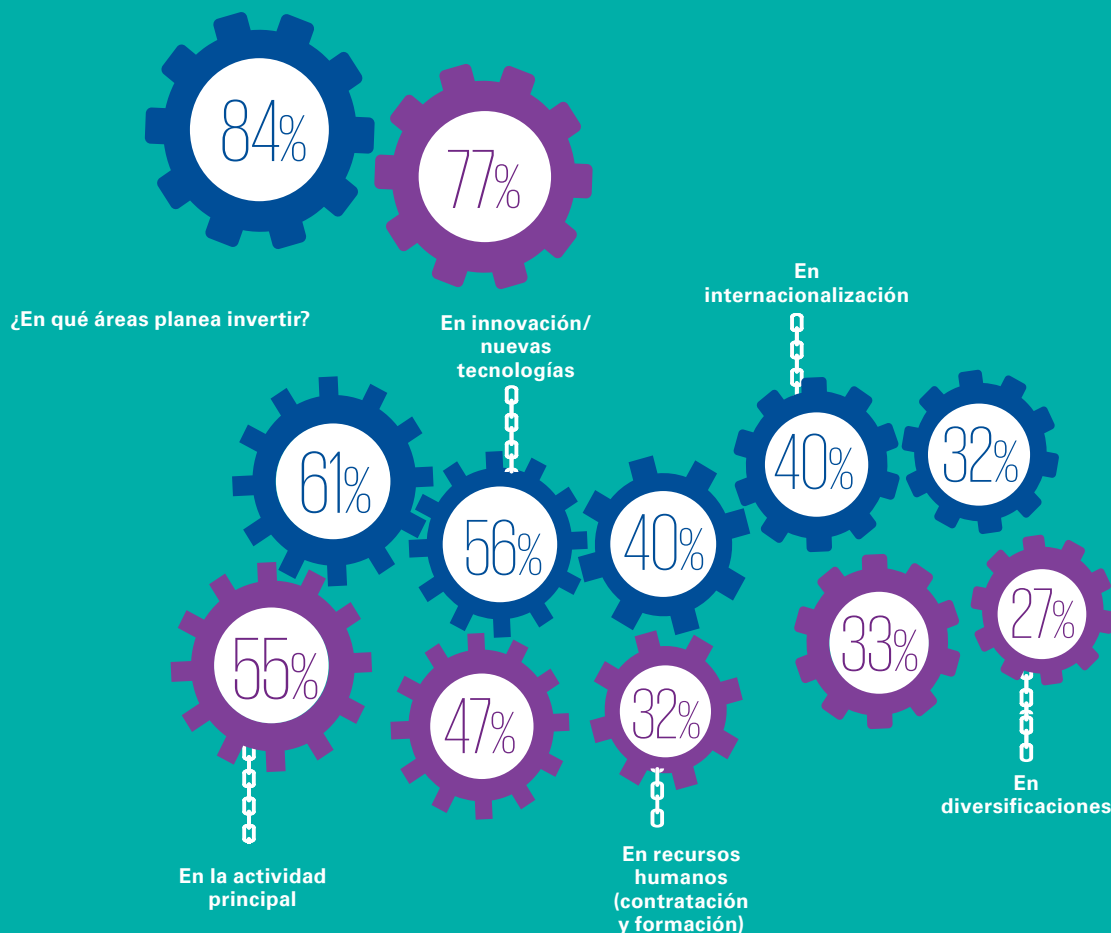 84%
77%
¿En qué áreas planea invertir?
En innovación/
nuevas
tecnologías
En
internacionalización
61%
56%
40%
40%
32%
55%
47%
32%
33%
27%
En la actividad
principal
En recursos
humanos
(contratación
y formación)
En
diversificaciones